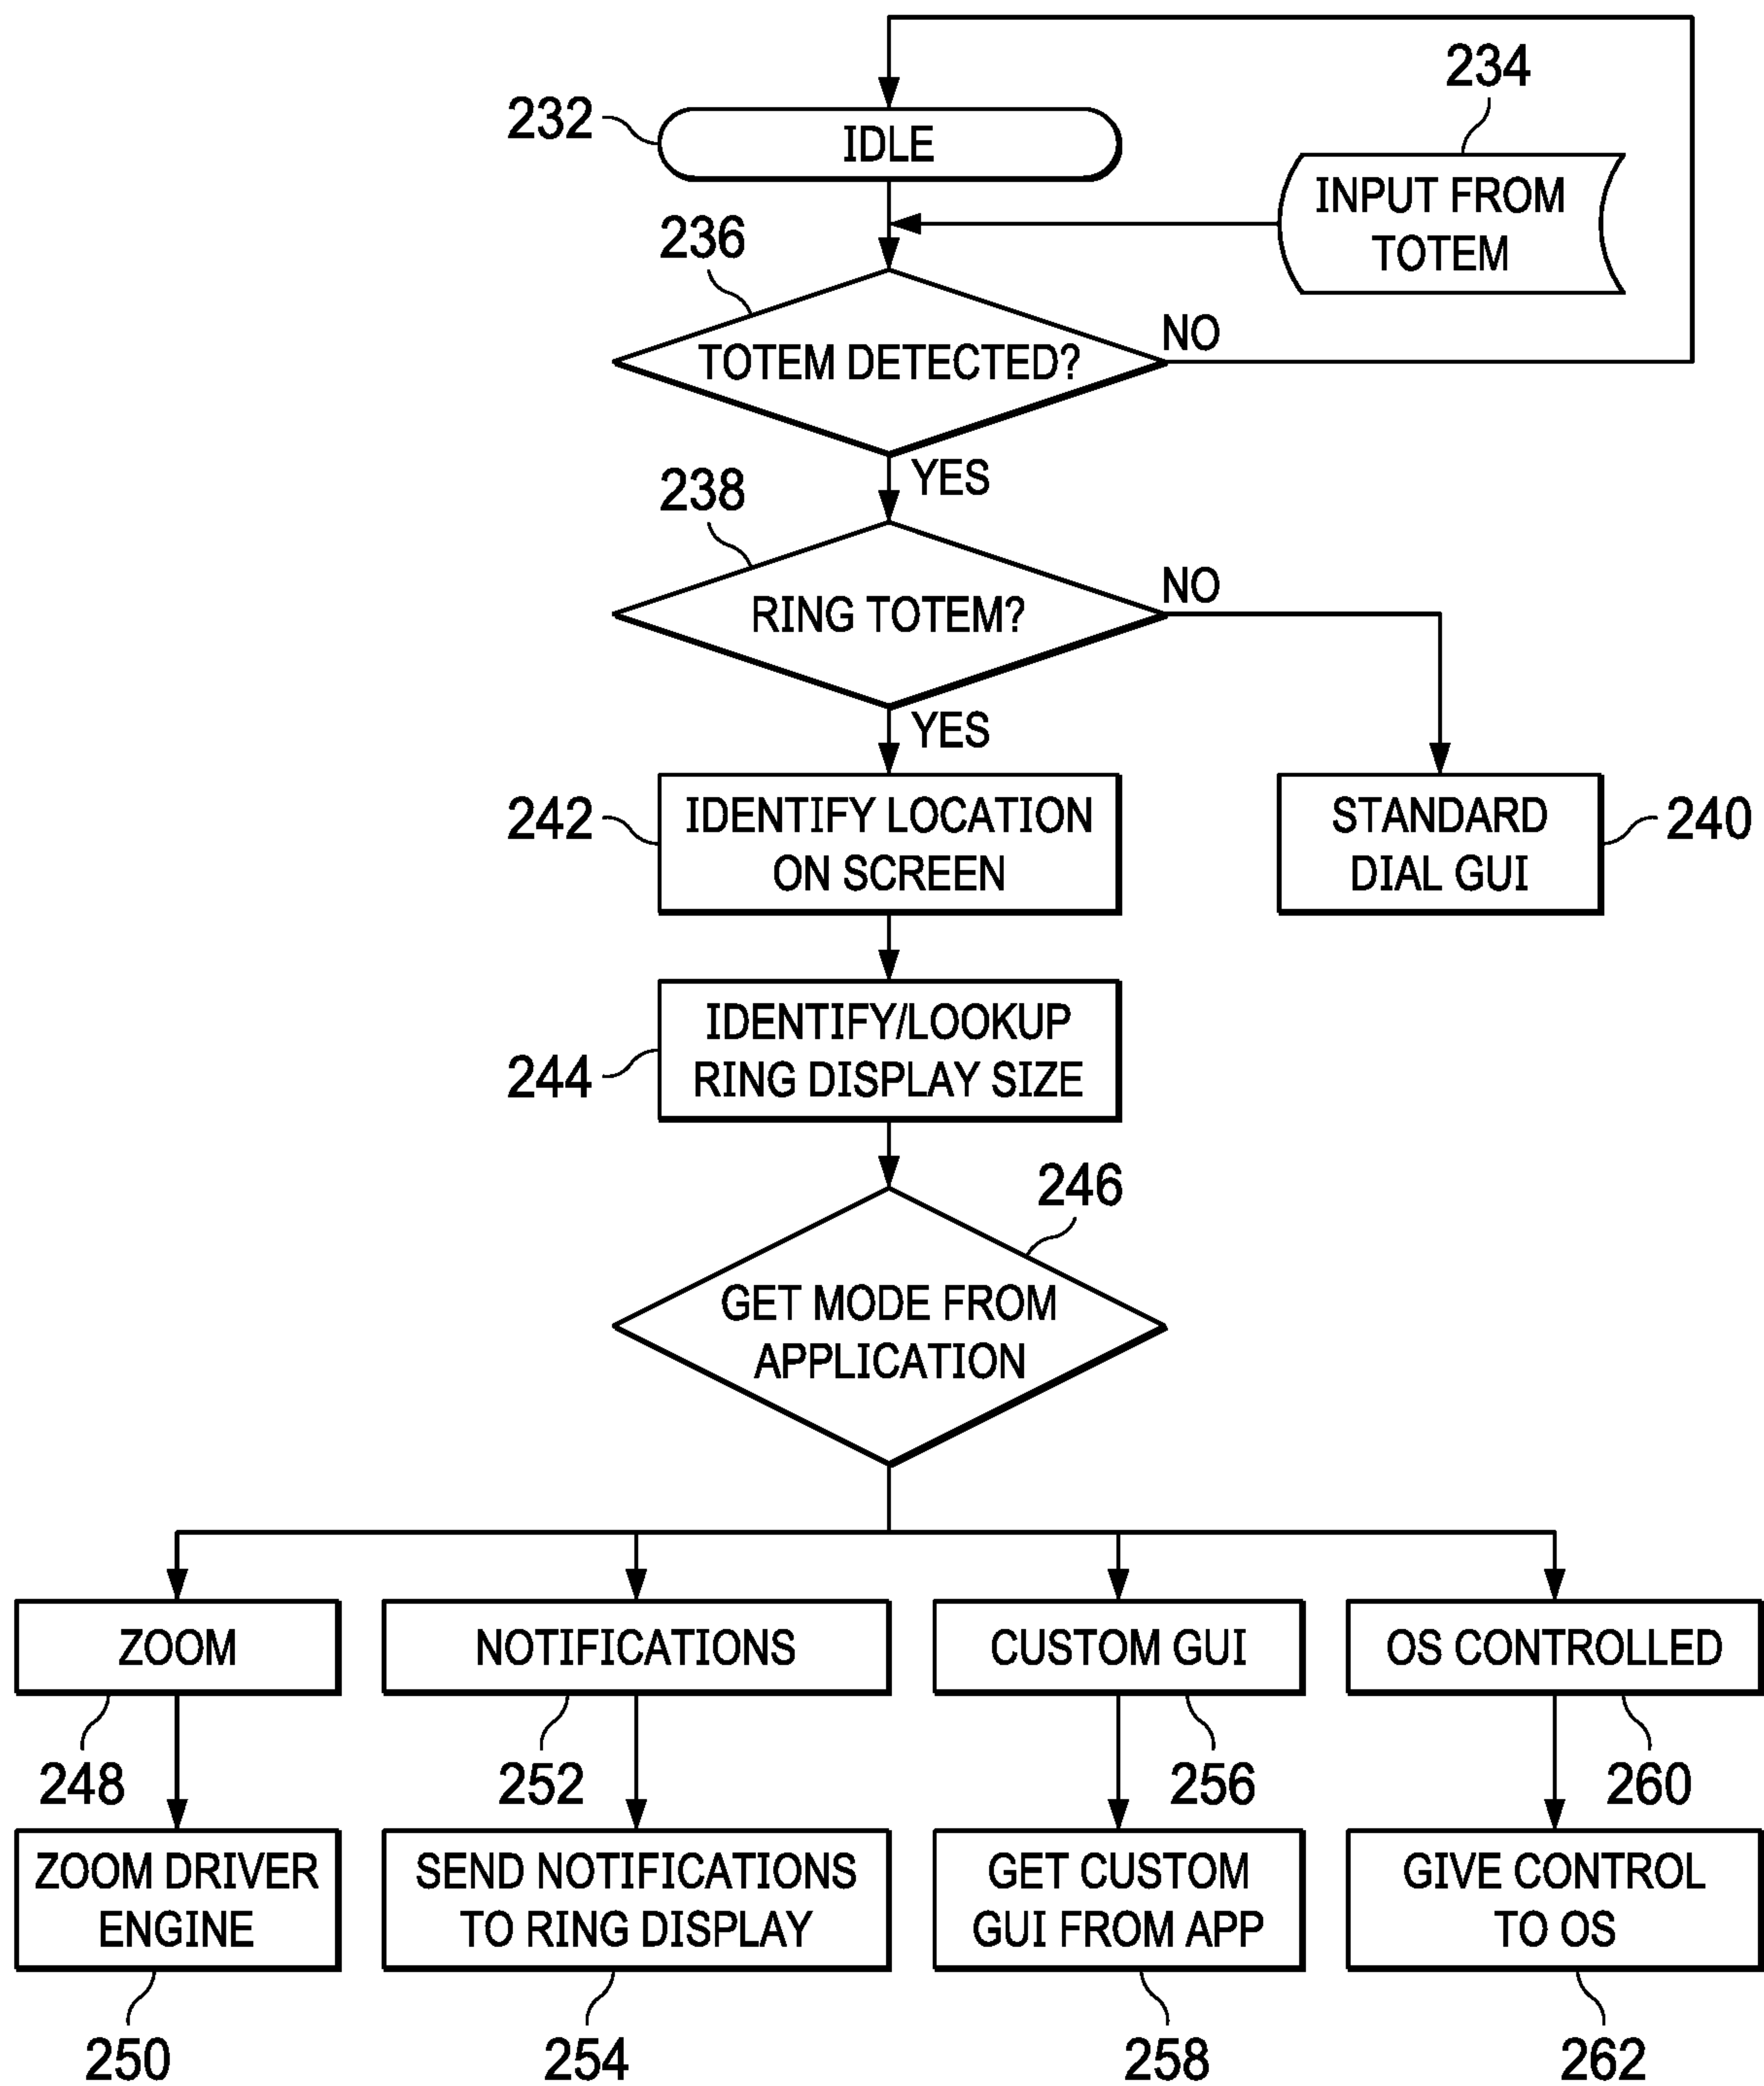 234
232
IDLE
INPUT FROM
TOTEM
236
TOTEM DETECTED?
NO
YES
238
RING TOTEM?
NO
YES
242
IDENTIFY LOCATION
ON SCREEN
STANDARD
DIAL GUI
240
244
IDENTIFY/LOOKUP
RING DISPLAY SIZE
246
GET MODE FROM
APPLICATION
ZOOM
NOTIFICATIONS
CUSTOM GUI
OS CONTROLLED
248
252
256
260
ZOOM DRIVER
ENGINE
SEND NOTIFICATIONS
TO RING DISPLAY
GET CUSTOM
GUI FROM APP
GIVE CONTROL
TO OS
250
254
258
262